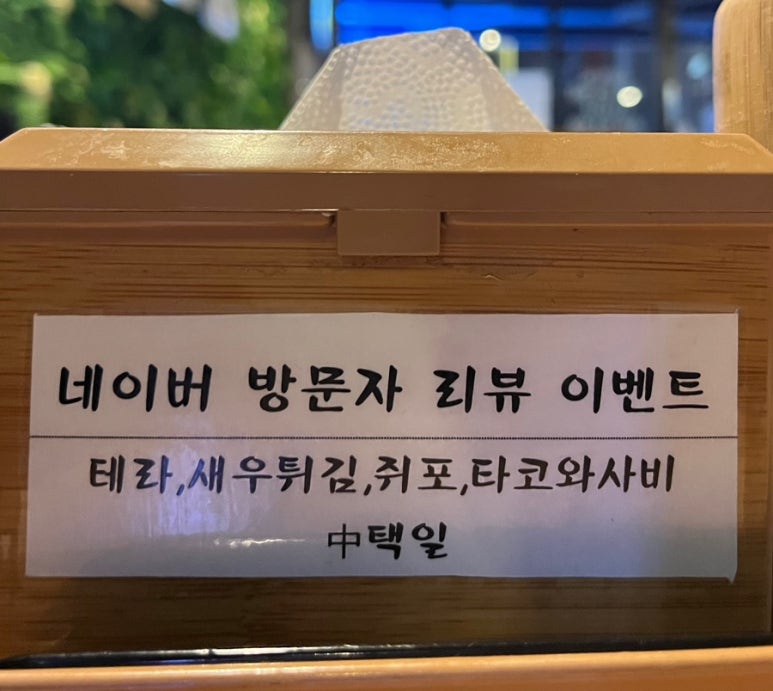 네이버 방문자 리뷰 이벤트
테라,새우튀김,쥐포,타코와사비
中택일